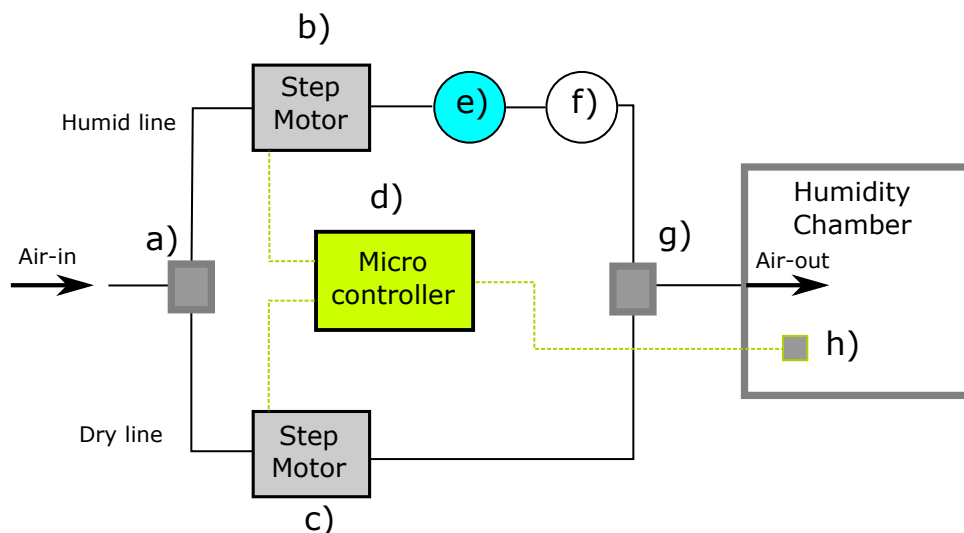 b)
Step
Motor
e)
f)
Humid line
d)
Humidity
Chamber
a)
g)
Air-in
Micro
controller
Air-out
h)
Dry line
Step
Motor
c)